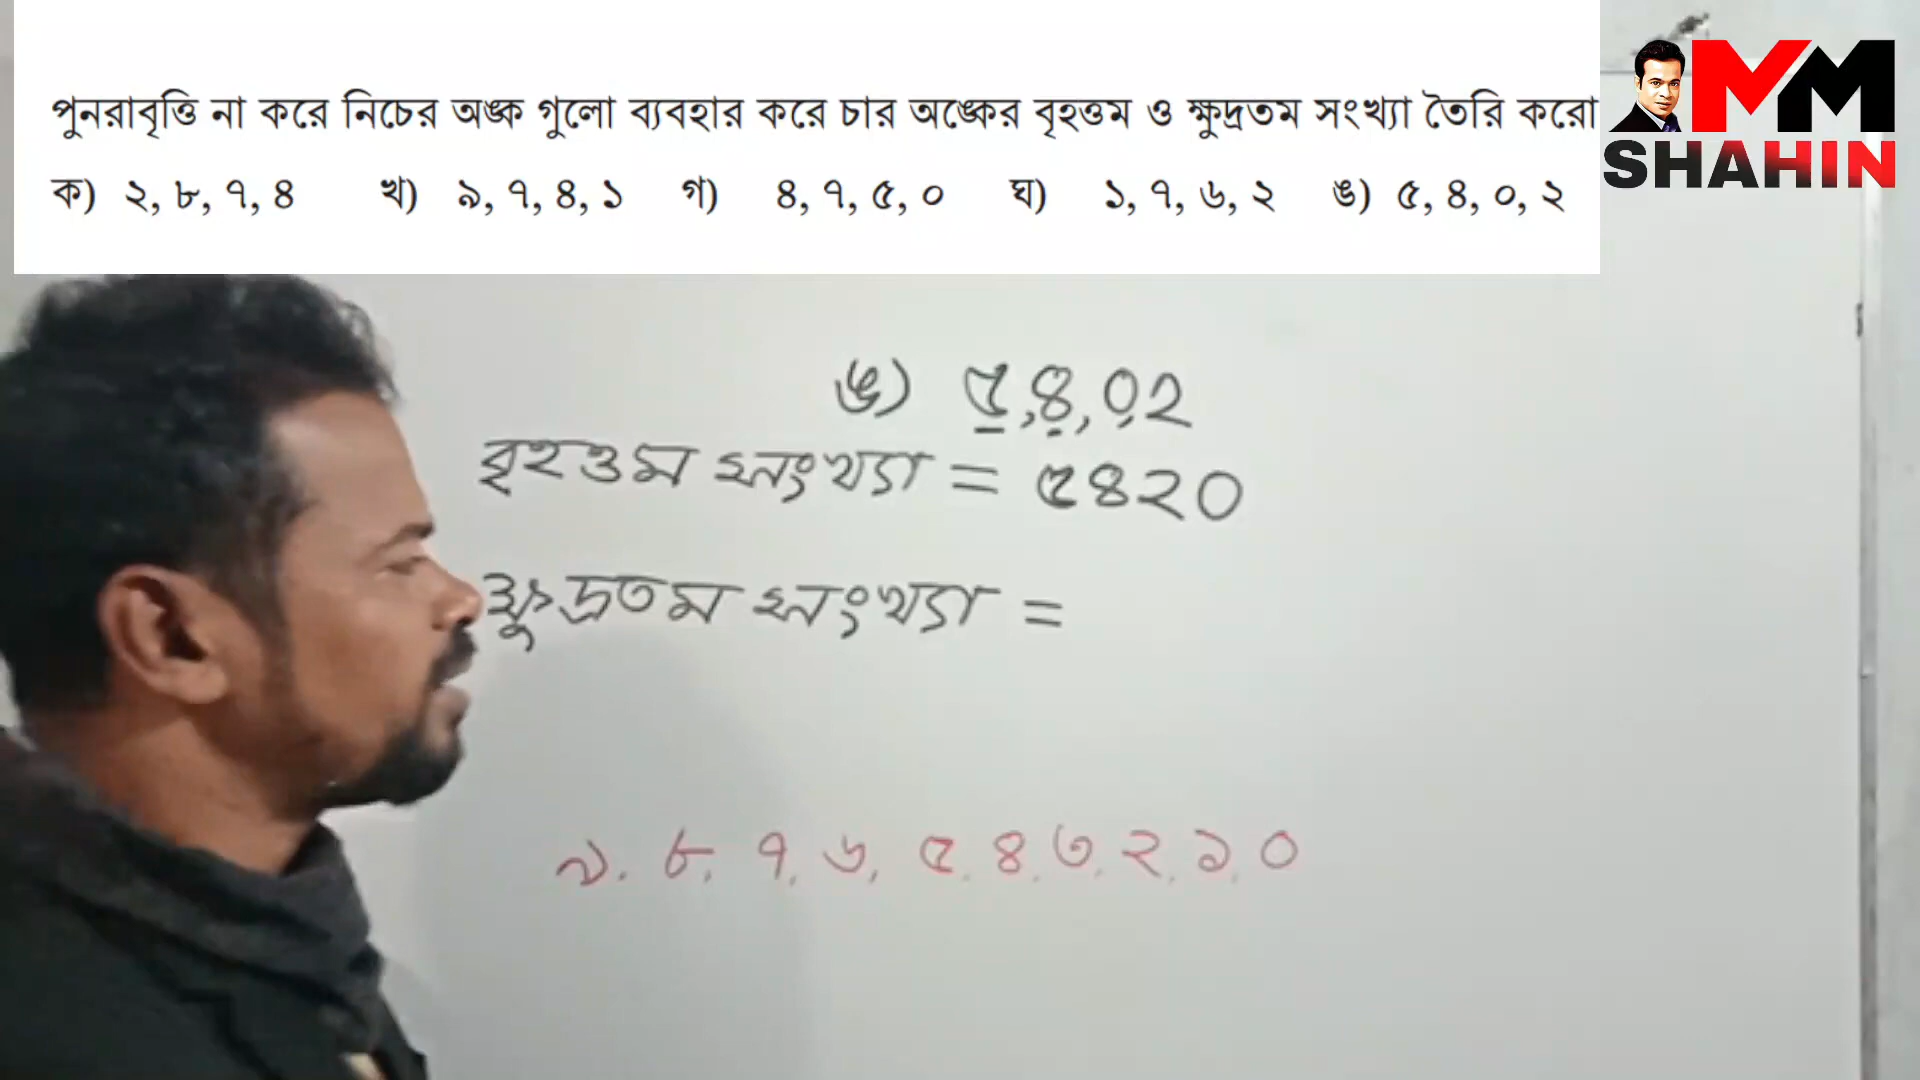 পুনরাবৃত্তি না করে নিচের অঙ্ক গুলো ব্যবহার করে চার অঙ্কের বৃহত্তম ও ক্ষুদ্রতম সংখ্যা তৈরি করো
ক) ২, ৮, ৭, ৪ খ) ৯, ৭, ৪, ১ গ) ৪, ৭, ৫, ০ ঘ) ১, ৭, ৬, ২ ঙ) ৫, ৪, ০, ২
MM
SHAHIN
ঙ) ৫,৪,০,২
বৃহত্তম সংখ্যা = ৫৪২০
ক্ষুদ্রতম সংখ্যা =
৯. ৮. ৭. ৬, ৫. ৪. ৩. ২. ১. ০